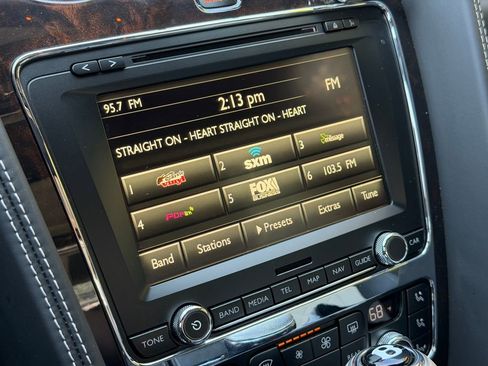 95.7 FM 2:13 pm FM
STRAIGHT ON - HEART STRAIGHT ON - HEART
1 2 sxm 3 message
4 POP 5 FOX 6 103.5 FM
Band Stations Presets Extras Tune
TONE BAND MEDIA TEL MAP NAV GUIDE CAR
68
B